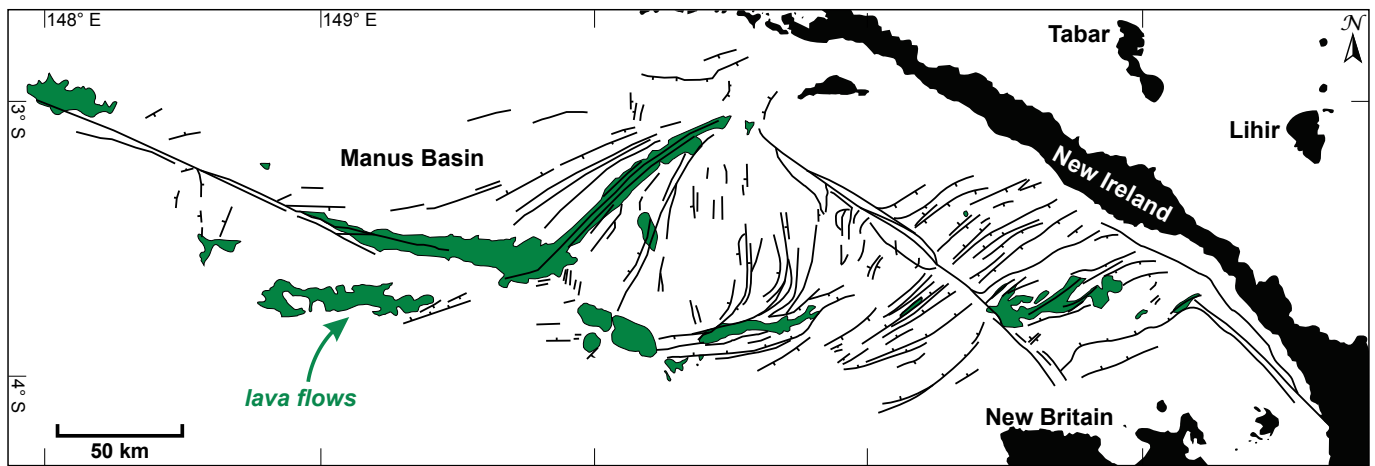 148° E
149° E
Tabar
N
3° S
Lihir
Manus Basin
New Ireland
4° S
lava flows
New Britain
50 km